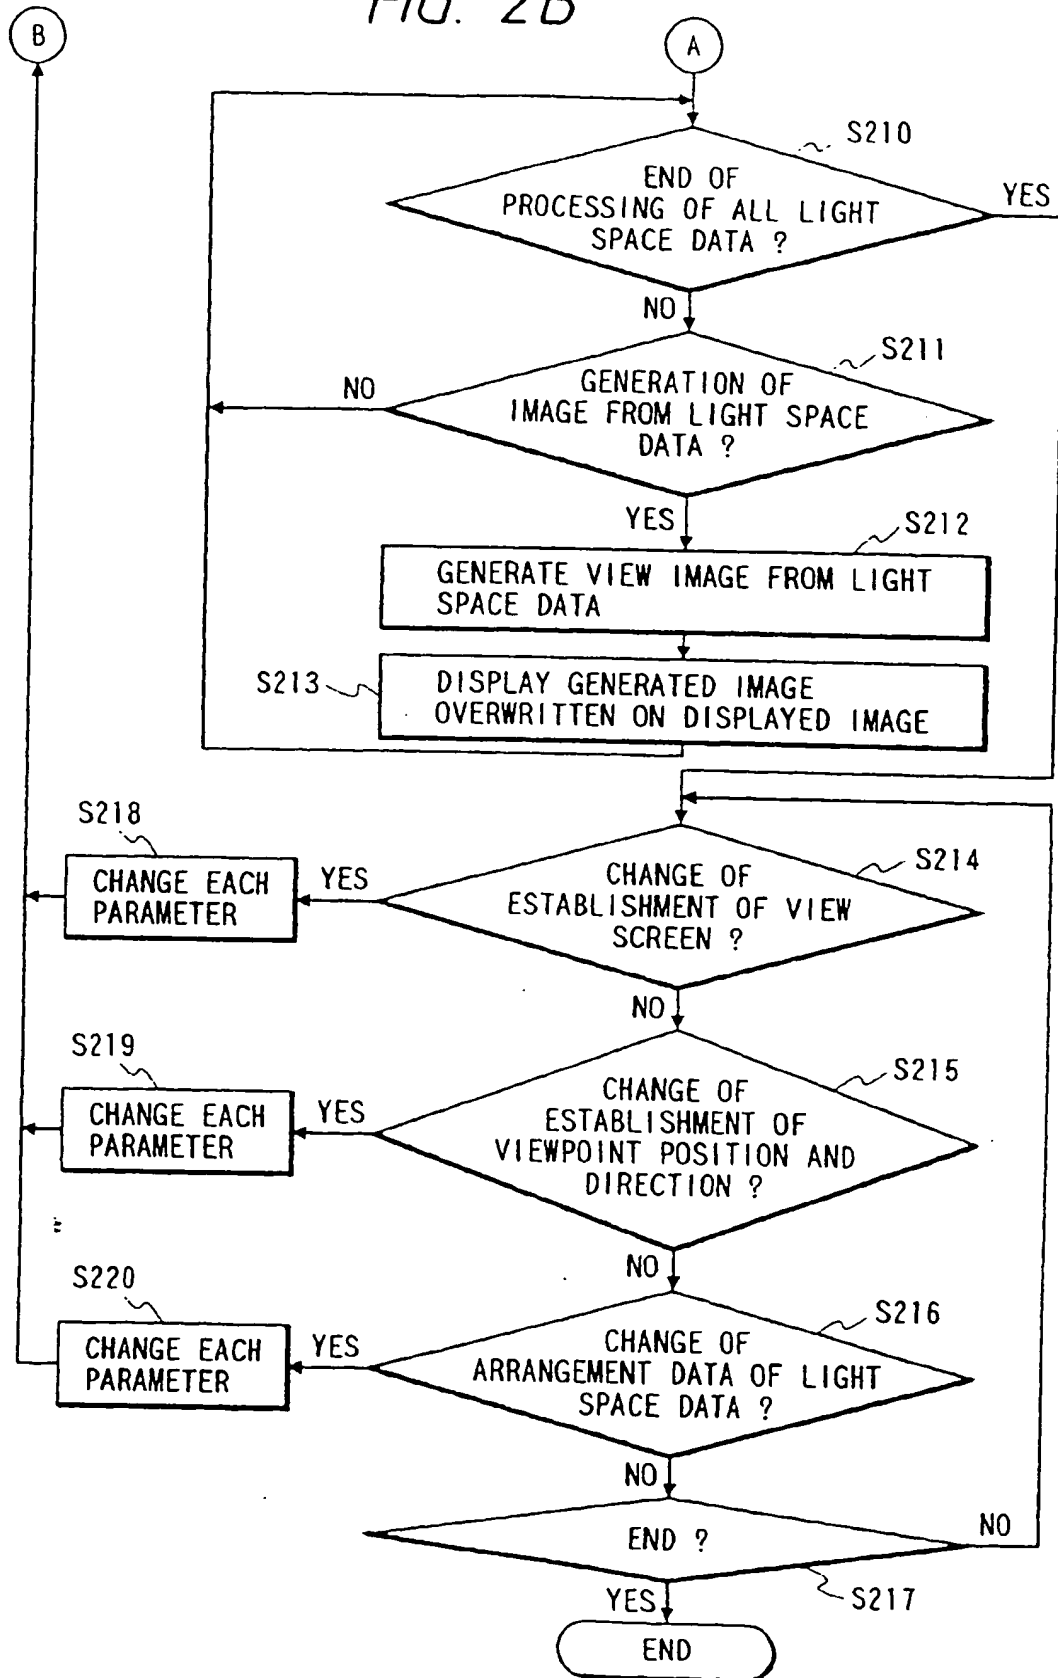 FIG. 2B
B
A
S210
END OF
PROCESSING OF ALL LIGHT
SPACE DATA ?
YES
NO
S211
GENERATION OF
IMAGE FROM LIGHT SPACE
DATA ?
NO
YES
S212
GENERATE VIEW IMAGE FROM LIGHT
SPACE DATA
S213
DISPLAY GENERATED IMAGE
OVERWRITTEN ON DISPLAYED IMAGE
S218
CHANGE EACH
PARAMETER
YES
S214
CHANGE OF
ESTABLISHMENT OF VIEW
SCREEN ?
NO
S219
CHANGE EACH
PARAMETER
YES
S215
CHANGE OF
ESTABLISHMENT OF
VIEWPOINT POSITION AND
DIRECTION ?
NO
S220
CHANGE EACH
PARAMETER
YES
S216
CHANGE OF
ARRANGEMENT DATA OF LIGHT
SPACE DATA ?
NO
END ?
NO
S217
YES
END